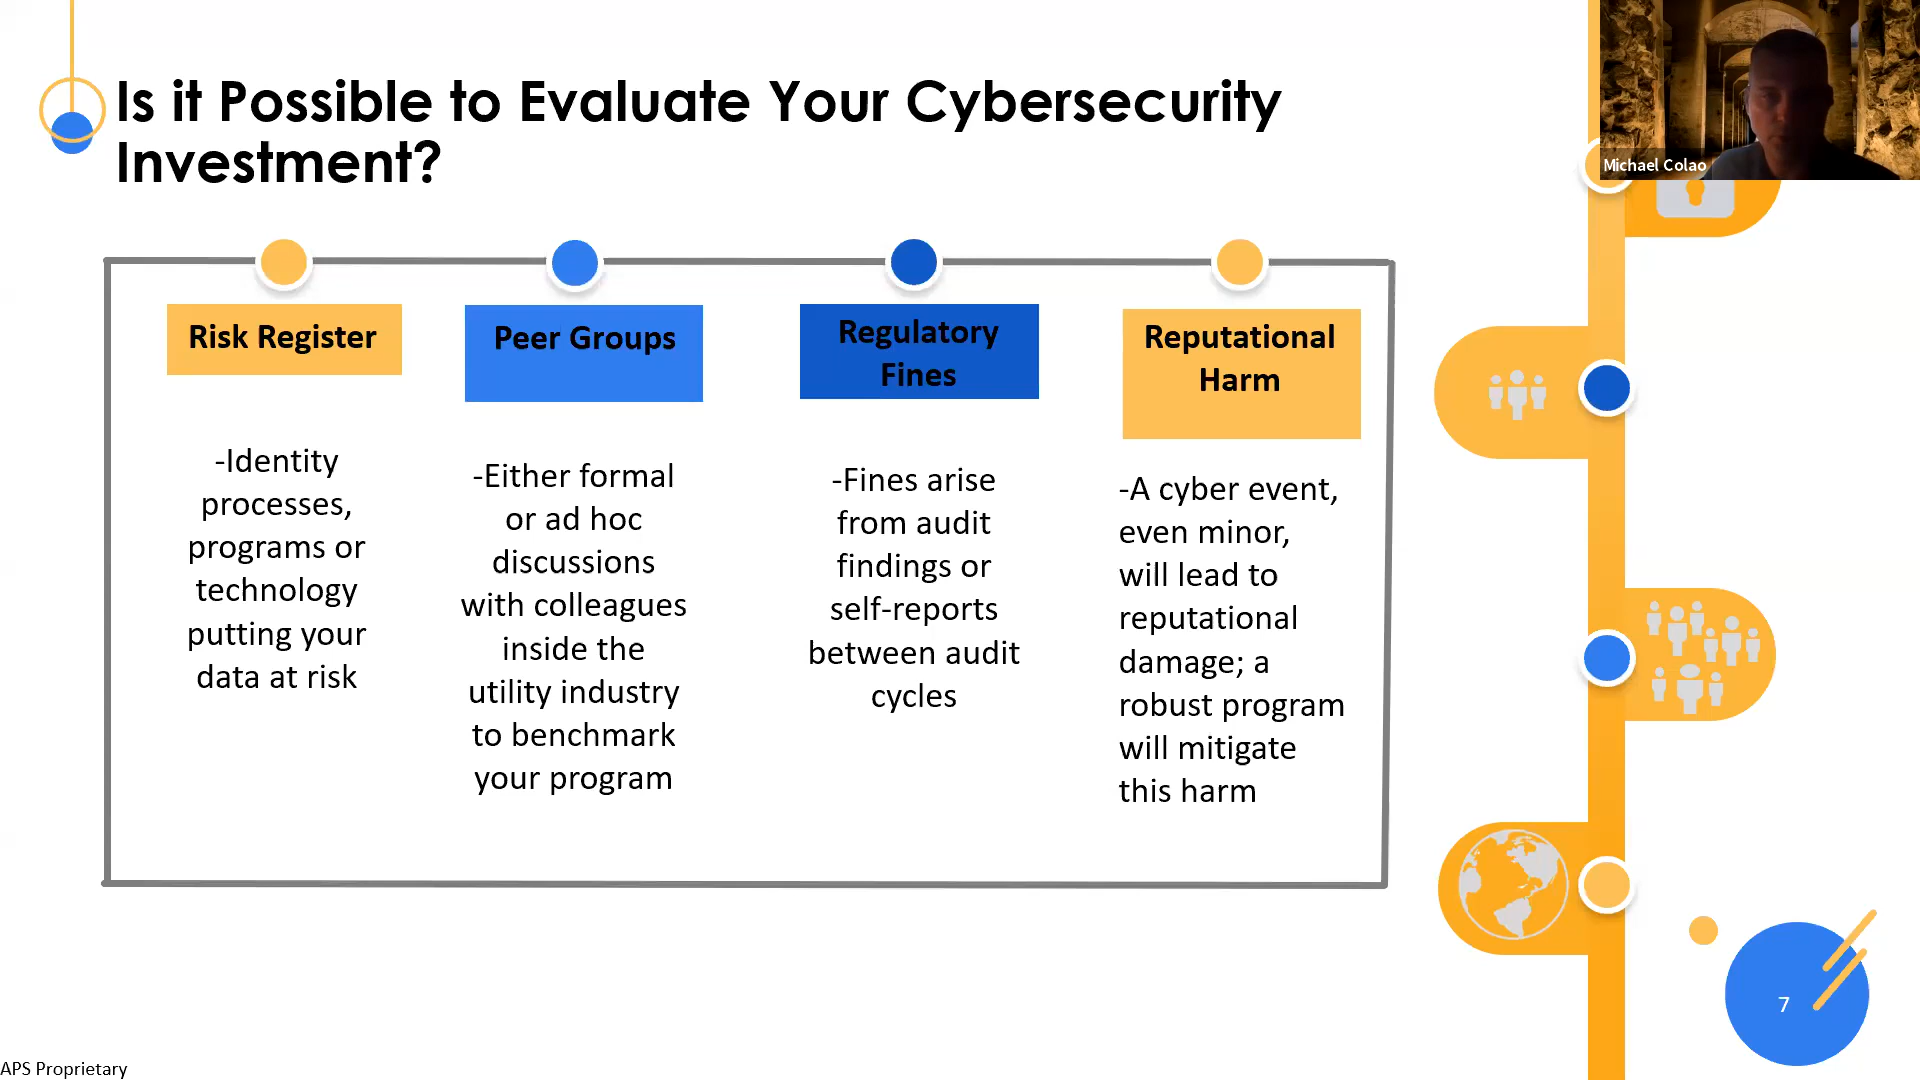 Is it Possible to Evaluate Your Cybersecurity
Investment?
Michael Colao
Risk Register
-Identity
processes,
programs or
technology
putting your
data at risk
Peer Groups
-Either formal
or ad hoc
discussions
with colleagues
inside the
utility industry
to benchmark
your program
Regulatory
Fines
-Fines arise
from audit
findings or
self-reports
between audit
cycles
Reputational
Harm
-A cyber event,
even minor,
will lead to
reputational
damage; a
robust program
will mitigate
this harm
7
APS Proprietary